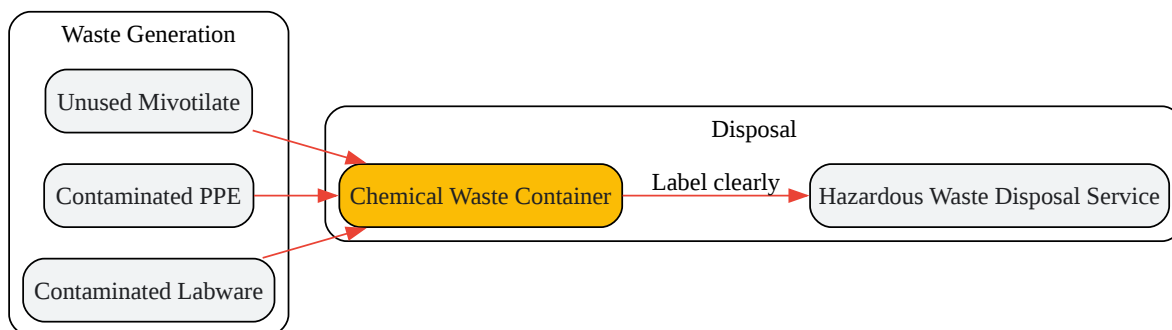 Waste Generation
Unused Mivotilate
Contaminated PPE
Contaminated Labware
Disposal
Chemical Waste Container
Label clearly
Hazardous Waste Disposal Service